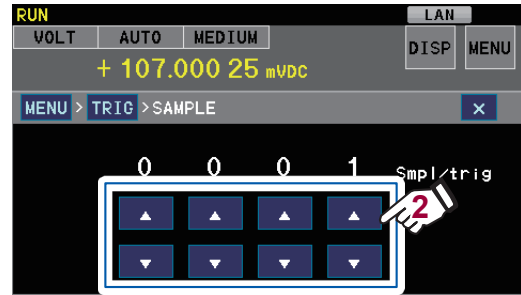 RUN LAN
VOLT AUTO MEDIUM DISP MENU
+ 107.000 25 mVDC
MENU > TRIG >SAMPLE ×
0 0 0 1 Smpl/trig
▲ ▲ ▲ ▲ 2
▼ ▼ ▼ ▼